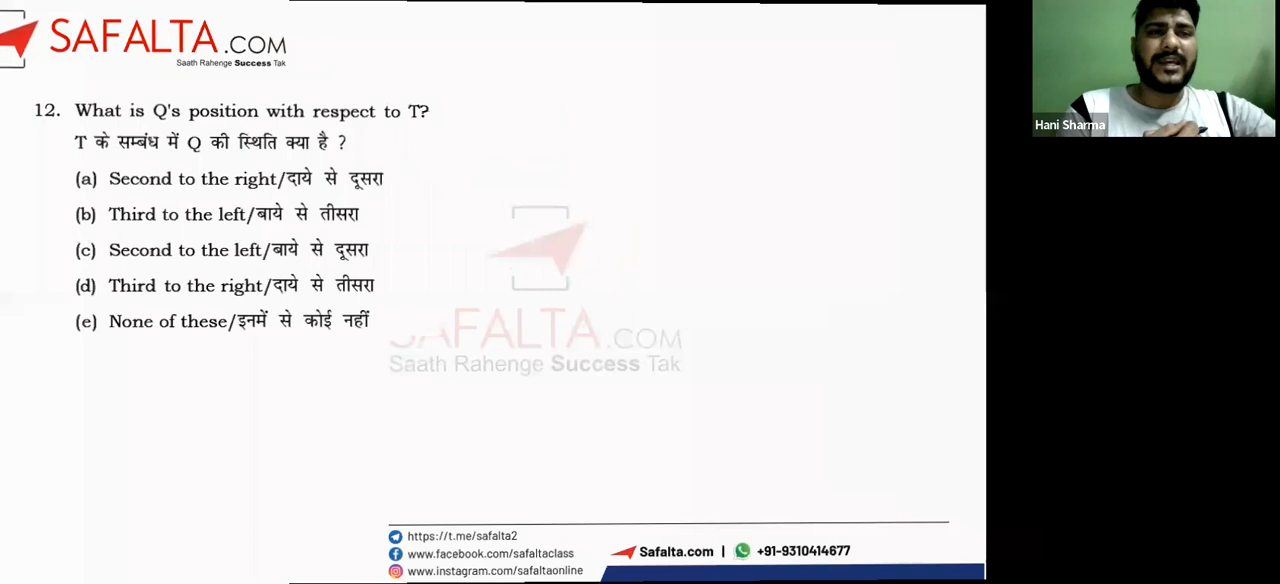 SAFALTA.COM
Saath Rahenge Success Tak
Hani Sharma
12. What is Q's position with respect to T?
T के सम्बंध में Q की स्थिति क्या है ?
(a) Second to the right/दाये से दूसरा
(b) Third to the left/बाये से तीसरा
(c) Second to the left/बाये से दूसरा
(d) Third to the right/दाये से तीसरा
(e) None of these/इनमें से कोई नहीं
SAFALTA.COM
Saath Rahenge Success Tak
https://t.me/safalta2
www.facebook.com/safaltaclass
www.instagram.com/safaltaonline
Safalta.com | +91-9310414677